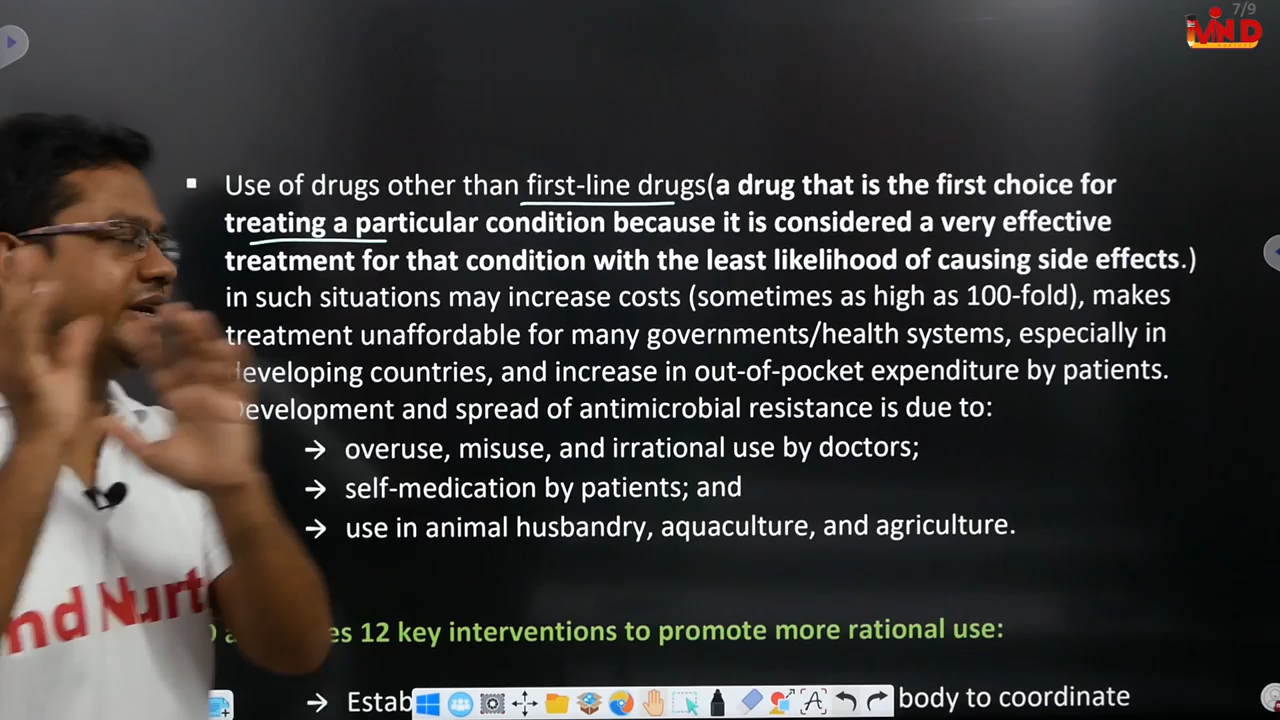 7/9
Use of drugs other than first-line drugs(a drug that is the first choice for
treating a particular condition because it is considered a very effective
treatment for that condition with the least likelihood of causing side effects.)
in such situations may increase costs (sometimes as high as 100-fold), makes
treatment unaffordable for many governments/health systems, especially in
developing countries, and increase in out-of-pocket expenditure by patients.
Development and spread of antimicrobial resistance is due to:
→ overuse, misuse, and irrational use by doctors;
→ self-medication by patients; and
→ use in animal husbandry, aquaculture, and agriculture.
nd Nurt
12 key interventions to promote more rational use:
→ Estab
body to coordinate